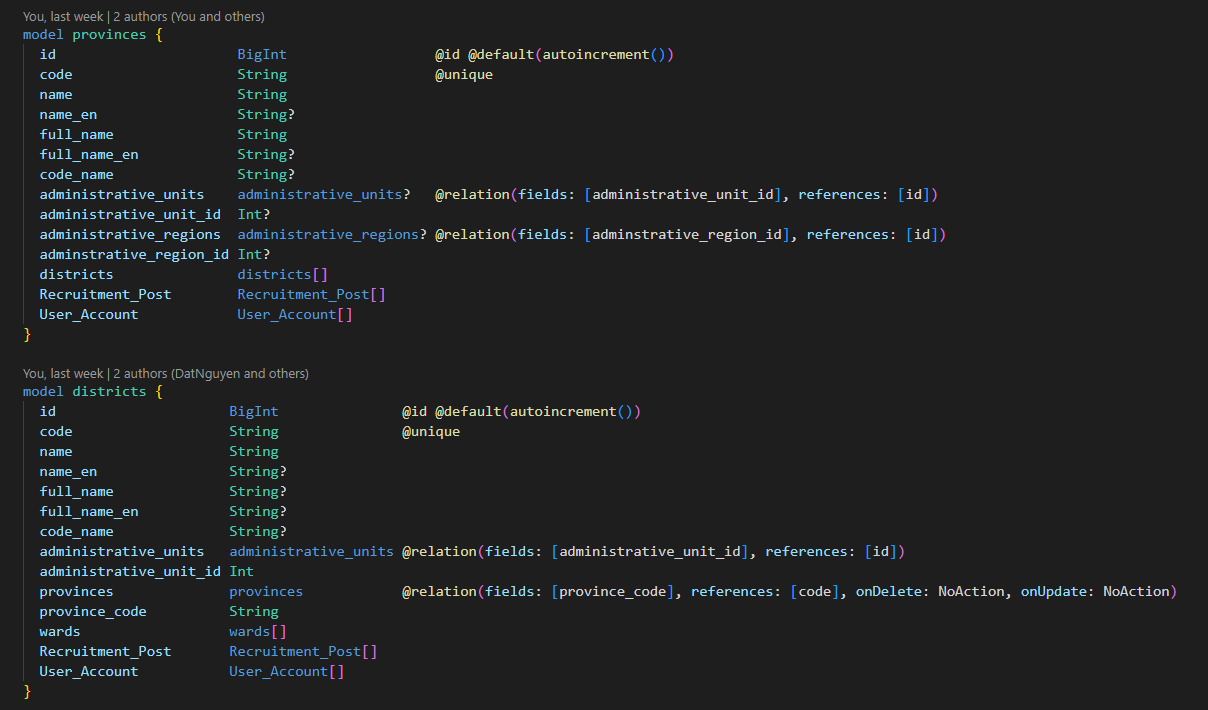 You, last week | 2 authors (You and others)
model provinces {
  id                     BigInt                  @id @default(autoincrement())
  code                   String                  @unique
  name                   String
  name_en                String?
  full_name              String
  full_name_en           String?
  code_name              String?
  administrative_units   administrative_units?   @relation(fields: [administrative_unit_id], references: [id])
  administrative_unit_id Int?
  administrative_regions administrative_regions? @relation(fields: [adminstrative_region_id], references: [id])
  adminstrative_region_id Int?
  districts              districts[]
  Recruitment_Post       Recruitment_Post[]
  User_Account           User_Account[]
}
You, last week | 2 authors (DatNguyen and others)
model districts {
  id                     BigInt               @id @default(autoincrement())
  code                   String               @unique
  name                   String
  name_en                String?
  full_name              String?
  full_name_en           String?
  code_name              String?
  administrative_units   administrative_units @relation(fields: [administrative_unit_id], references: [id])
  administrative_unit_id Int
  provinces              provinces            @relation(fields: [province_code], references: [code], onDelete: NoAction, onUpdate: NoAction)
  province_code          String
  wards                  wards[]
  Recruitment_Post       Recruitment_Post[]
  User_Account           User_Account[]
}